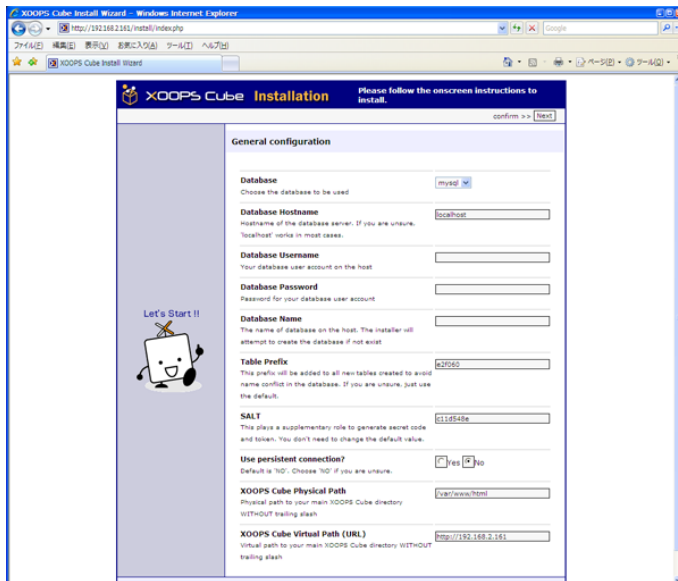 XOOPS Cube Install Wizard - Windows Internet Explorer
http://192.168.2.161/install/index.php
Google
ファイル(F) 編集(E) 表示(V) お気に入り(A) ツール(T) ヘルプ(H)
XOOPS Cube Install Wizard
ページ(P) ツール(O)
XOOPS Cube Installation
Please follow the onscreen instructions to
install.
confirm >> Next
General configuration
Database
Choose the database to be used
mysql
Database Hostname
Hostname of the database server. If you are unsure,
'localhost' works in most cases.
localhost
Database Username
Your database user account on the host
Database Password
Password for your database user account
Let's Start !!
Database Name
The name of database on the host. The installer will
attempt to create the database if not exist
Table Prefix
This prefix will be added to all new tables created to avoid
name conflict in the database. If you are unsure, just use
the default.
e2f060
SALT
This plays a supplementary role to generate secret code
and token. You don't need to change the default value.
c11d548e
Use persistent connection?
Default is 'NO'. Choose 'NO' if you are unsure.
Yes No
XOOPS Cube Physical Path
Physical path to your main XOOPS Cube directory
WITHOUT trailing slash
/var/www/html
XOOPS Cube Virtual Path (URL)
Virtual path to your main XOOPS Cube directory WITHOUT
trailing slash
http://192.168.2.161